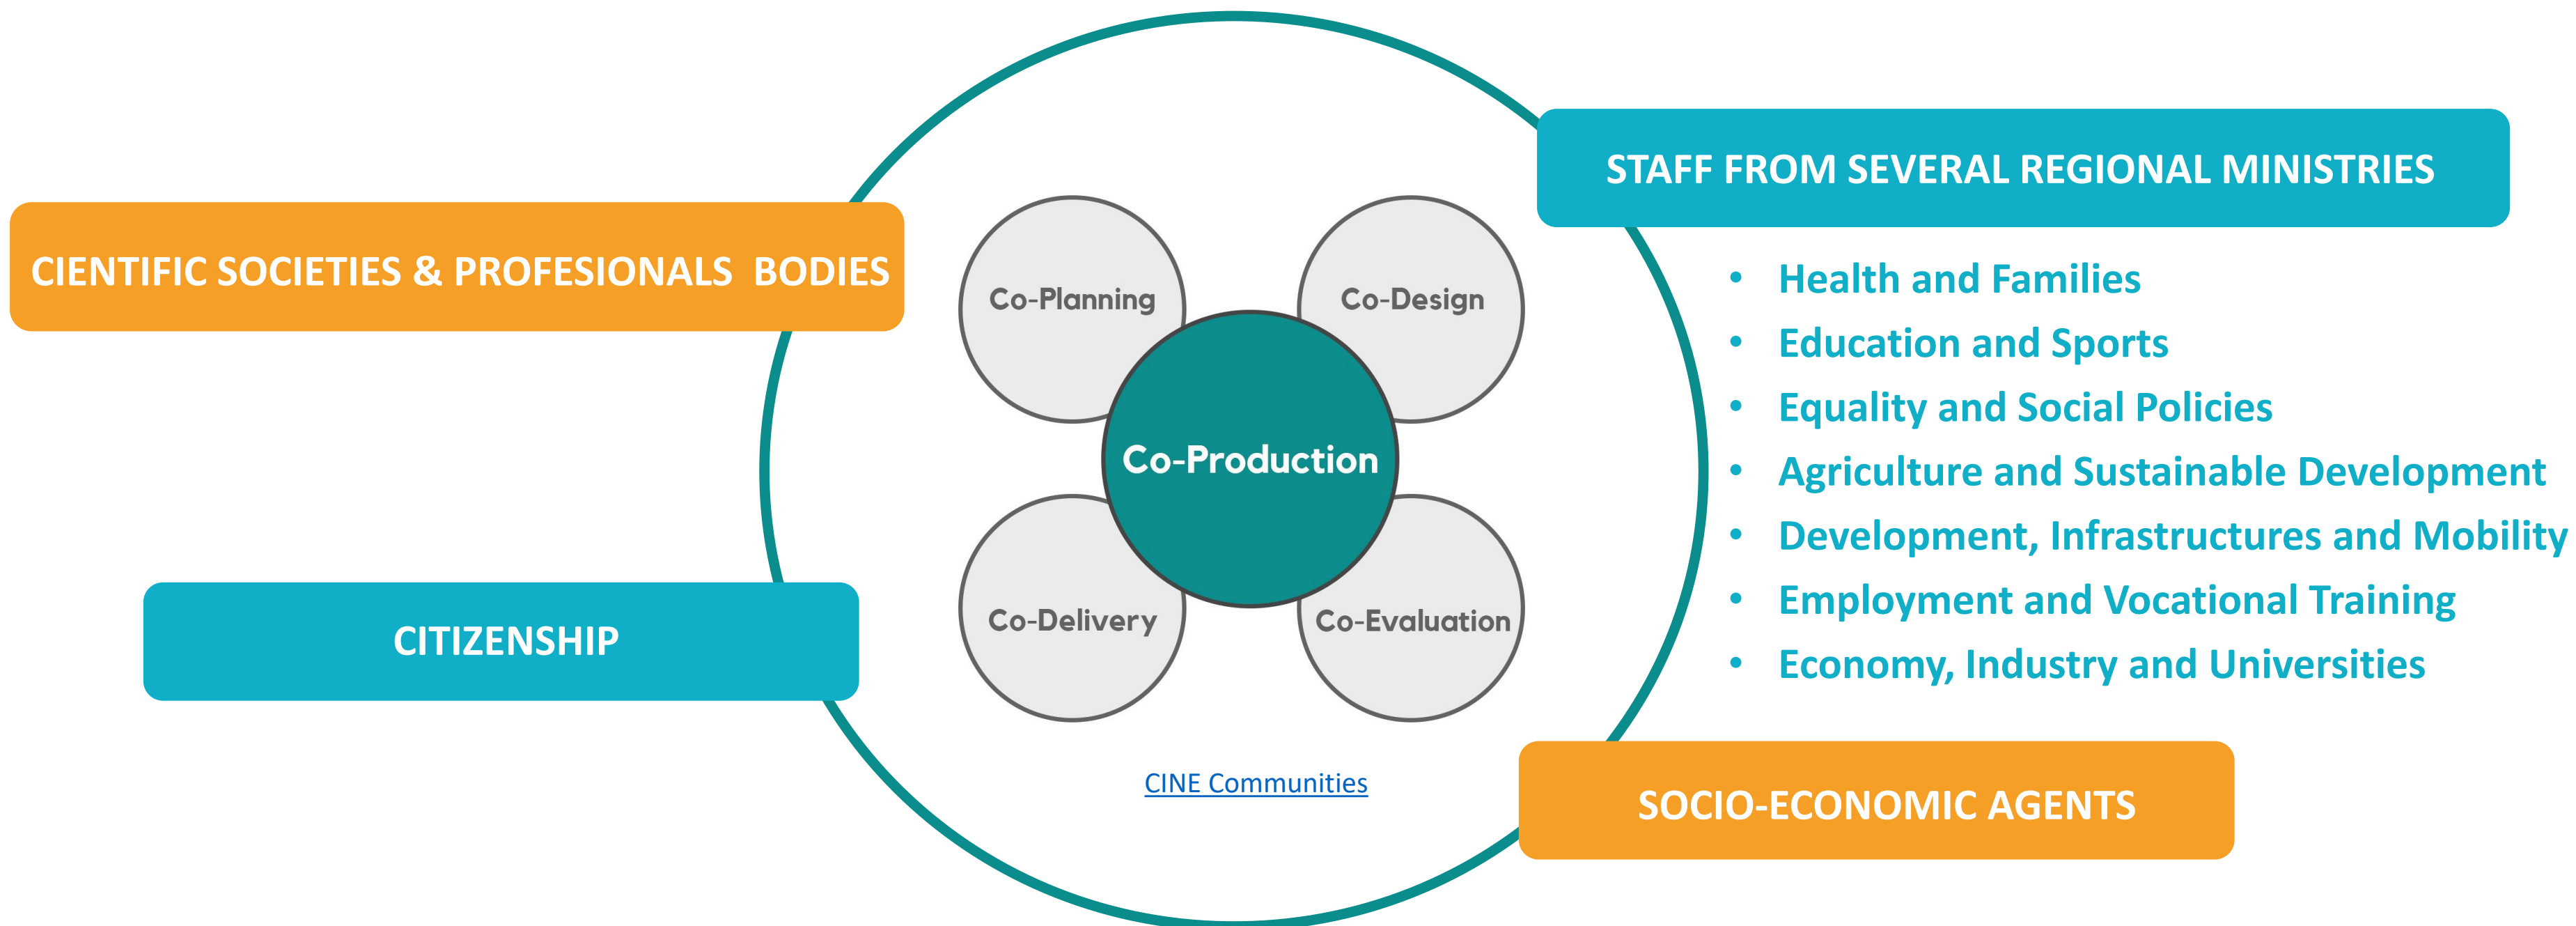 CIENTIFIC SOCIETIES & PROFESIONALS  BODIES
CITIZENSHIP
Co-Planning
Co-Design
Co-Production
Co-Delivery
Co-Evaluation
CINE Communities
STAFF FROM SEVERAL REGIONAL MINISTRIES
• Health and Families
• Education and Sports
• Equality and Social Policies
• Agriculture and Sustainable Development
• Development, Infrastructures and Mobility
• Employment and Vocational Training
• Economy, Industry and Universities
SOCIO-ECONOMIC AGENTS